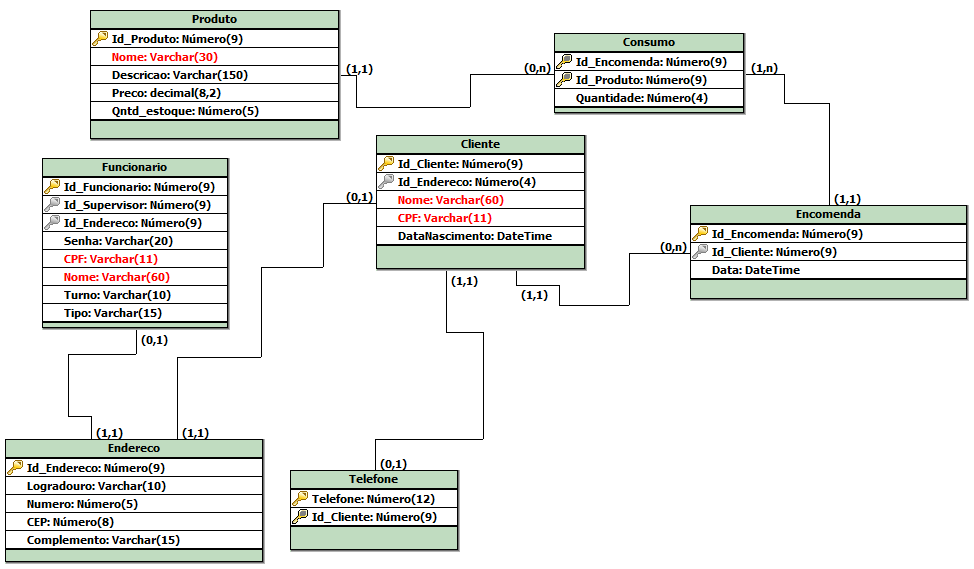 Produto
Id_Produto: Número(9)
Nome: Varchar(30)
Descricao: Varchar(150)
Preco: decimal(8,2)
Qntd_estoque: Número(5)
(1,1)
(0,n)
Consumo
Id_Encomenda: Número(9)
Id_Produto: Número(9)
Quantidade: Número(4)
(1,n)
(1,1)
Funcionario
Id_Funcionario: Número(9)
Id_Supervisor: Número(9)
Id_Endereco: Número(9)
Senha: Varchar(20)
CPF: Varchar(11)
Nome: Varchar(60)
Turno: Varchar(10)
Tipo: Varchar(15)
(0,1)
(0,1)
Cliente
Id_Cliente: Número(9)
Id_Endereco: Número(4)
Nome: Varchar(60)
CPF: Varchar(11)
DataNascimento: DateTime
(1,1)
(1,1)
(0,n)
Encomenda
Id_Encomenda: Número(9)
Id_Cliente: Número(9)
Data: DateTime
(1,1)
(1,1)
Endereco
Id_Endereco: Número(9)
Logradouro: Varchar(10)
Numero: Número(5)
CEP: Número(8)
Complemento: Varchar(15)
(0,1)
Telefone
Telefone: Número(12)
Id_Cliente: Número(9)